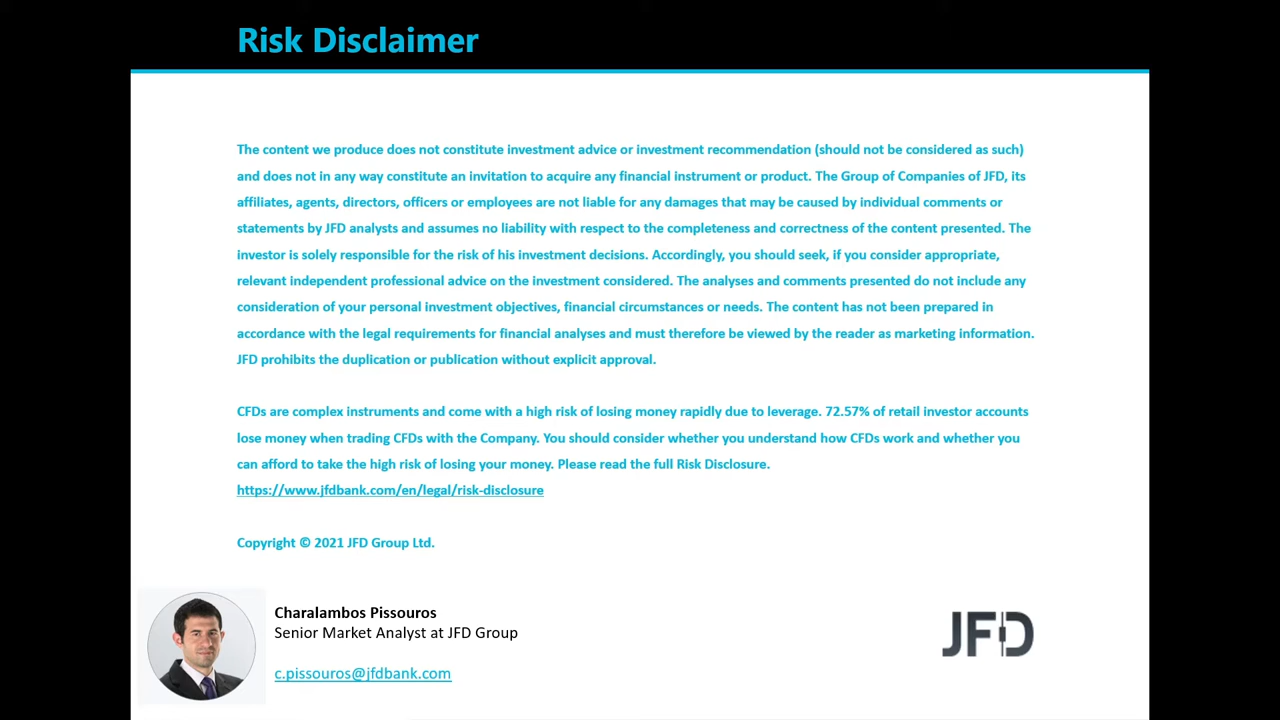 Risk Disclaimer
The content we produce does not constitute investment advice or investment recommendation (should not be considered as such)
and does not in any way constitute an invitation to acquire any financial instrument or product. The Group of Companies of JFD, its
affiliates, agents, directors, officers or employees are not liable for any damages that may be caused by individual comments or
statements by JFD analysts and assumes no liability with respect to the completeness and correctness of the content presented. The
investor is solely responsible for the risk of his investment decisions. Accordingly, you should seek, if you consider appropriate,
relevant independent professional advice on the investment considered. The analyses and comments presented do not include any
consideration of your personal investment objectives, financial circumstances or needs. The content has not been prepared in
accordance with the legal requirements for financial analyses and must therefore be viewed by the reader as marketing information.
JFD prohibits the duplication or publication without explicit approval.
CFDs are complex instruments and come with a high risk of losing money rapidly due to leverage. 72.57% of retail investor accounts
lose money when trading CFDs with the Company. You should consider whether you understand how CFDs work and whether you
can afford to take the high risk of losing your money. Please read the full Risk Disclosure.
https://www.jfdbank.com/en/legal/risk-disclosure
Copyright © 2021 JFD Group Ltd.
Charalambos Pissouros
Senior Market Analyst at JFD Group
c.pissouros@jfdbank.com
JFD